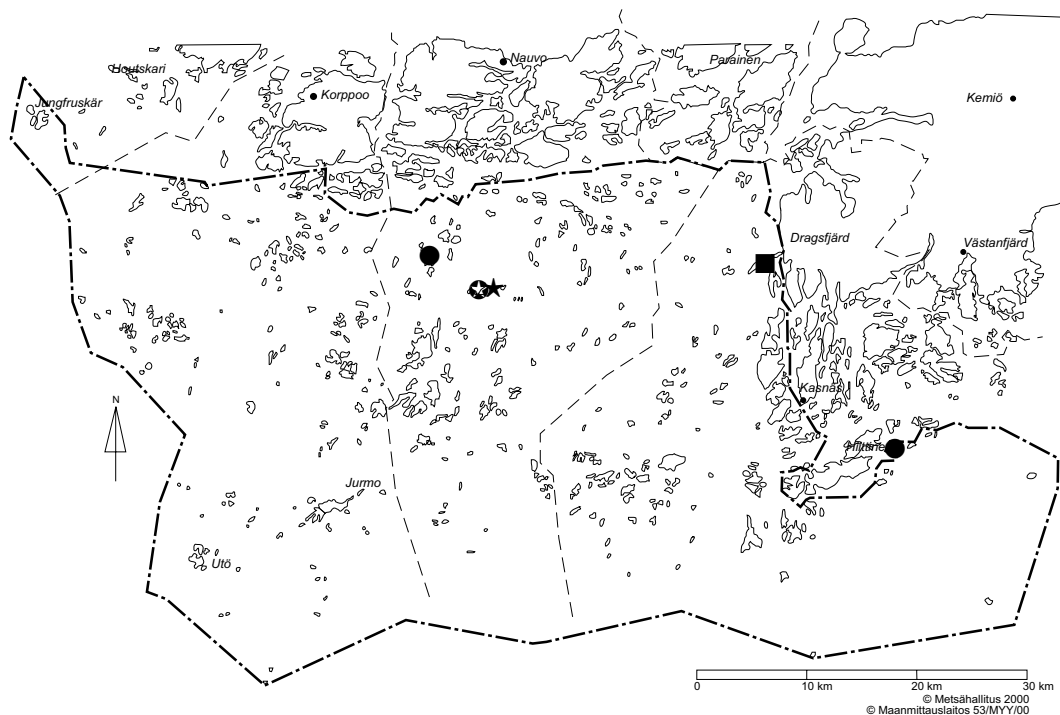 Nauvo
Houtskari
Parainen
Jungfruskär
Korppoo
Kemiö
Dragsfjärd
Västanfjärd
Kasnäs
N
Jurmo
Utö
0 10 km 20 km 30 km
© Metsähallitus 2000
© Maanmittauslaitos 53/MYY/00